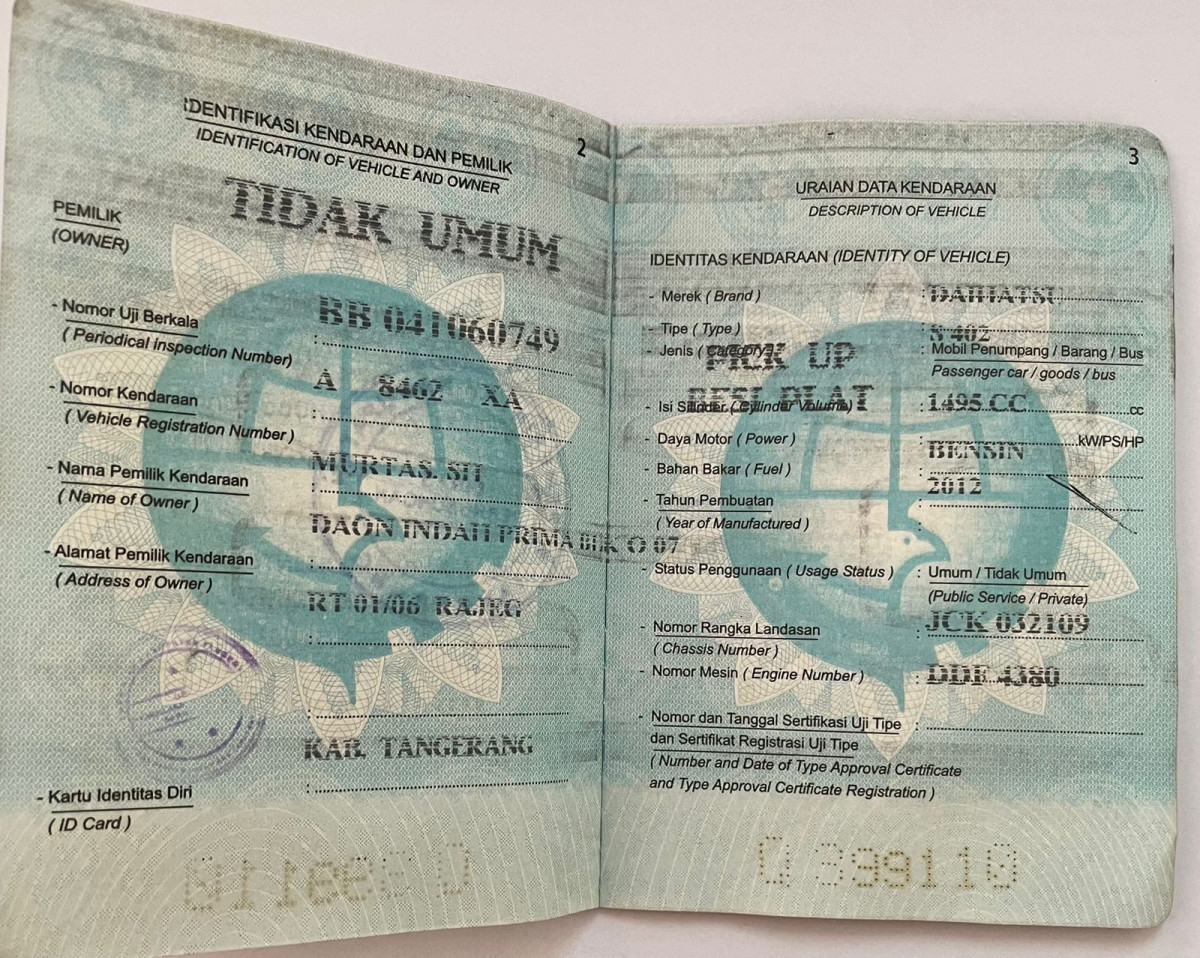 IDENTIFIKASI KENDARAAN DAN PEMILIK
IDENTIFICATION OF VEHICLE AND OWNER
2
TIDAK UMUM
PEMILIK
(OWNER)
- Nomor Uji Berkala
( Periodical inspection Number)
: BB 041060749
- Nomor Kendaraan
( Vehicle Registration Number )
: A 8462 XA
- Nama Pemilik Kendaraan
( Name of Owner )
MURTAS. SH
- Alamat Pemilik Kendaraan
( Address of Owner )
DAON INDAH PRIMA BLK O 07
: RT 01/06 RAJEG
:
KAB. TANGERANG
- Kartu Identitas Diri
( ID Card )
:
3
URAIAN DATA KENDARAAN
DESCRIPTION OF VEHICLE
IDENTITAS KENDARAAN (IDENTITY OF VEHICLE)
- Merek ( Brand ) : DAIHATSU
- Tipe ( Type ) : S 402
- Jenis ( Category) : Mobil Penumpang / Barang / Bus
Passenger car / goods / bus
PICK UP
BESI PLAT
- Isi Silinder ( Cylinder Volume) : 1495 CC cc
- Daya Motor ( Power ) : kW/PS/HP
- Bahan Bakar ( Fuel ) : BENSIN
- Tahun Pembuatan
( Year of Manufactured )
: 2012
- Status Penggunaan ( Usage Status ) : Umum / Tidak Umum
(Public Service / Private)
- Nomor Rangka Landasan
( Chassis Number )
: JCK 032109
- Nomor Mesin ( Engine Number ) : DDF 4380
- Nomor dan Tanggal Sertifikasi Uji Tipe :
dan Sertifikat Registrasi Uji Tipe
( Number and Date of Type Approval Certificate
and Type Approval Certificate Registration )
Q 399110